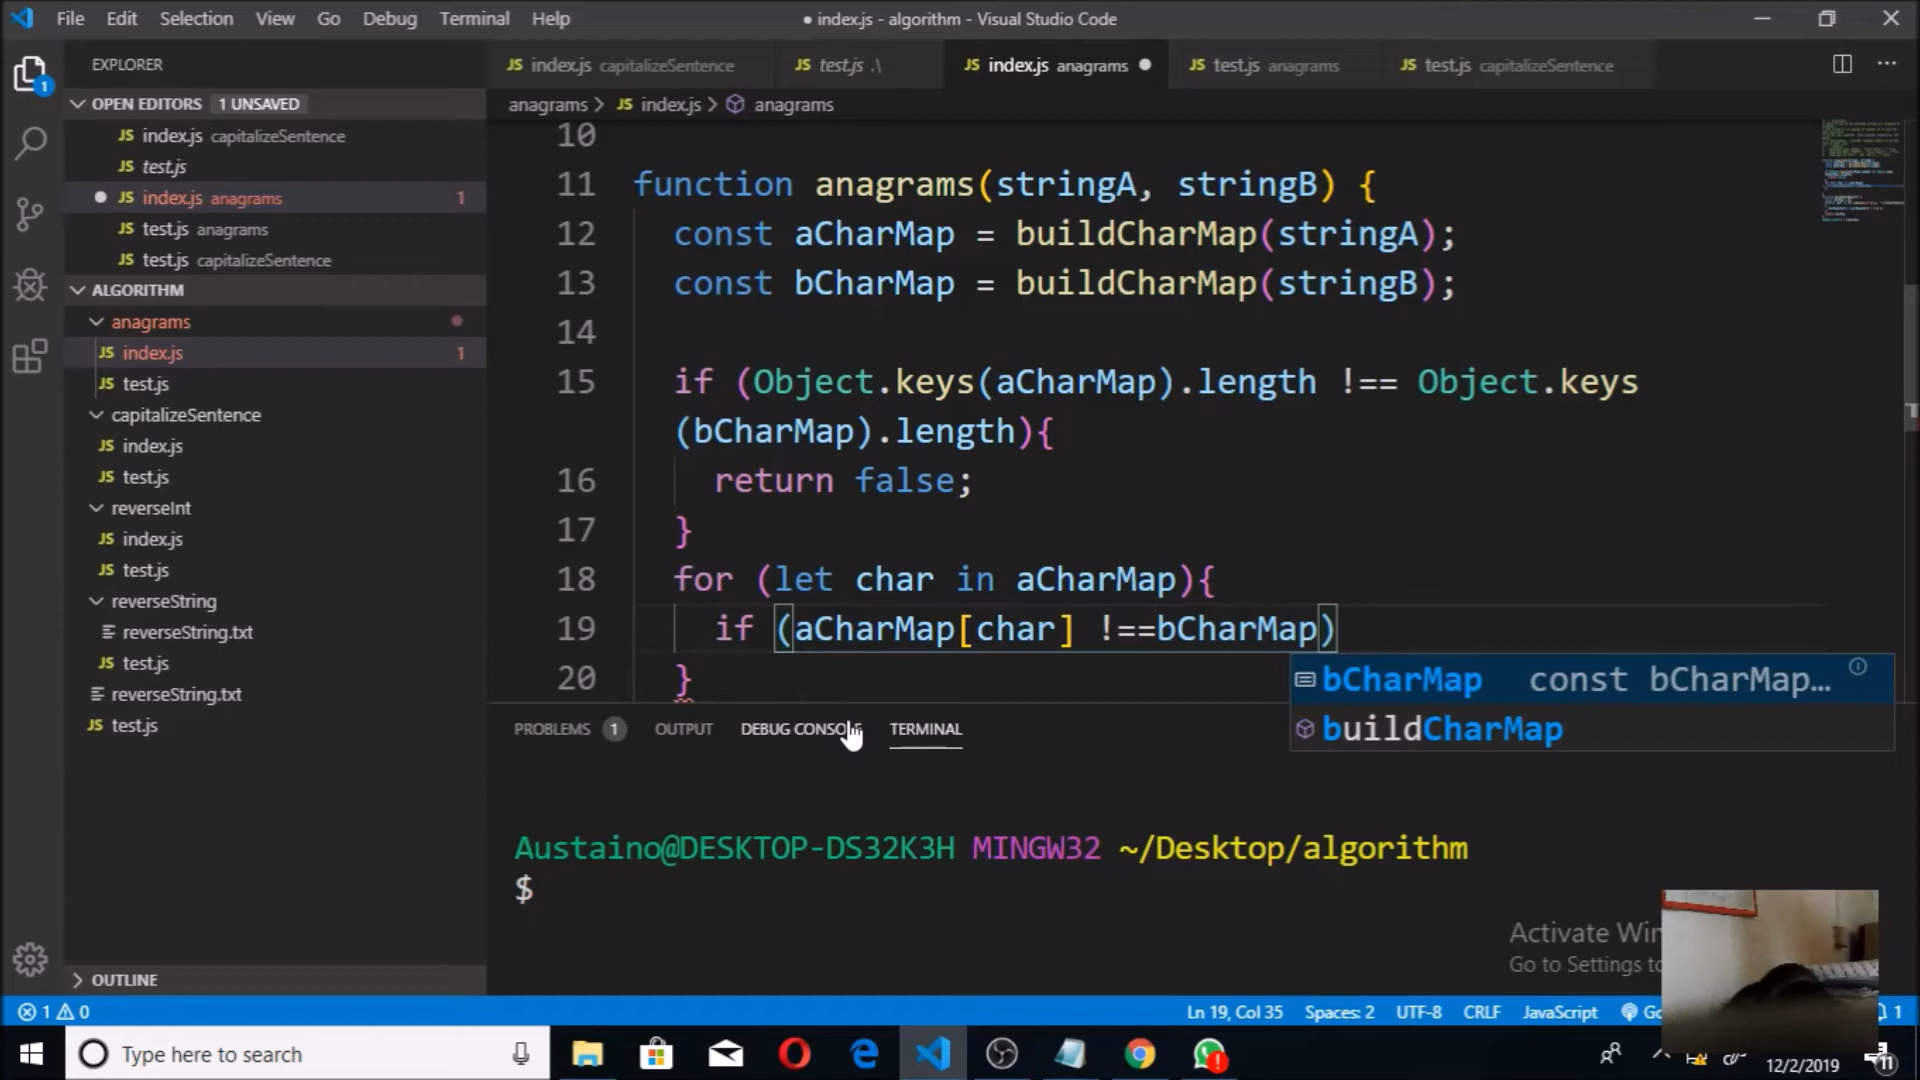 File Edit Selection View Go Debug Terminal Help
● index.js - algorithm - Visual Studio Code
EXPLORER
JS index.js capitalizeSentence
JS test.js .\
JS index.js anagrams ●
JS test.js anagrams
JS test.js capitalizeSentence
OPEN EDITORS 1 UNSAVED
JS index.js capitalizeSentence
JS test.js
JS index.js anagrams 1
JS test.js anagrams
JS test.js capitalizeSentence
ALGORITHM
anagrams
JS index.js 1
JS test.js
capitalizeSentence
JS index.js
JS test.js
reverseInt
JS index.js
JS test.js
reverseString
reverseString.txt
JS test.js
reverseString.txt
JS test.js
OUTLINE
anagrams > JS index.js > anagrams
10
11 function anagrams(stringA, stringB) {
12 const aCharMap = buildCharMap(stringA);
13 const bCharMap = buildCharMap(stringB);
14
15 if (Object.keys(aCharMap).length !== Object.keys
(bCharMap).length){
16 return false;
17 }
18 for (let char in aCharMap){
19 if (aCharMap[char] !==bCharMap)
20 }
bCharMap const bCharMap...
buildCharMap
PROBLEMS 1 OUTPUT DEBUG CONSOLE TERMINAL
Austaino@DESKTOP-DS32K3H MINGW32 ~/Desktop/algorithm
$
Activate
Go to Settings
1 0
Ln 19, Col 35 Spaces: 2 UTF-8 CRLF JavaScript
1
Type here to search
12/2/2019
11